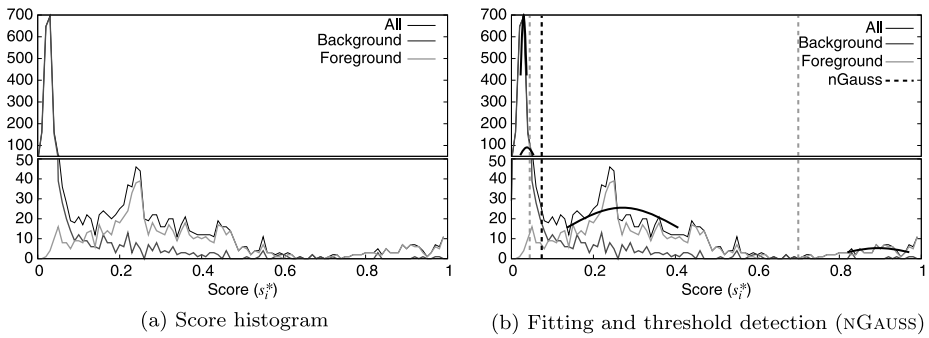 700
600
500
400
300
200
100
50
40
30
20
10
0
0 0.2 0.4 0.6 0.8 1
Score (s_i^*)
All
Background
Foreground
(a) Score histogram
700
600
500
400
300
200
100
50
40
30
20
10
0
0 0.2 0.4 0.6 0.8 1
Score (s_i^*)
All
Background
Foreground
nGauss
(b) Fitting and threshold detection (NGAUSS)